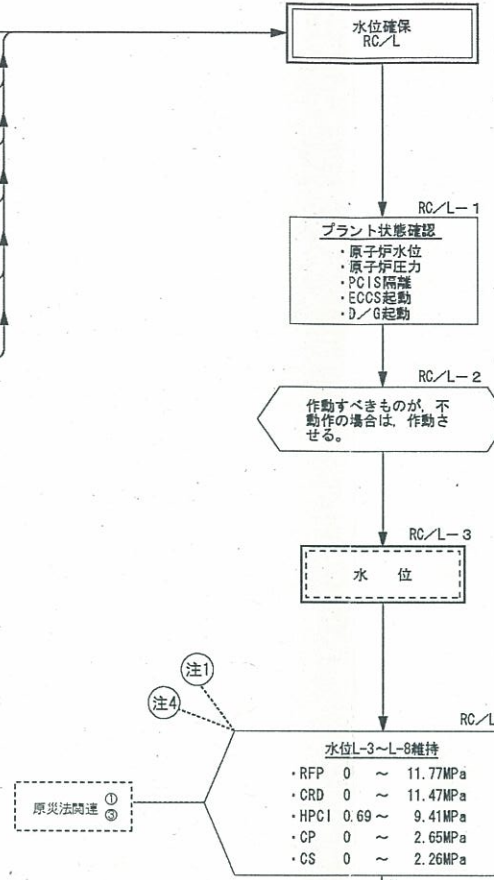 水位確保
RC/L
RC/L-1
プラント状態確認
・原子炉水位
・原子炉圧力
・PCIS隔離
・ECCS起動
・D/G起動
RC/L-2
作動すべきものが，不
動作の場合は，作動さ
せる。
RC/L-3
水 位
注1
注4
RC/L
水位L-3～L-8維持
・RFP 0 ～ 11.77MPa
・CRD 0 ～ 11.47MPa
・HPCI 0.69 ～ 9.41MPa
・CP 0 ～ 2.65MPa
・CS 0 ～ 2.26MPa
原災法関連 ①
③